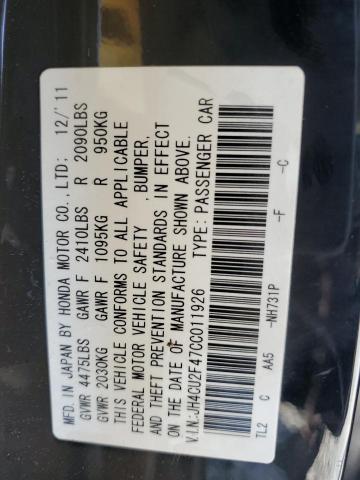 MFD. IN JAPAN BY HONDA MOTOR CO.,LTD: 12/'11
GVWR 4475LBS GAWR F 2410LBS R 2090LBS
GVWR 2030KG GAWR F 1095KG R 950KG
THIS VEHICLE CONFORMS TO ALL APPLICABLE
FEDERAL MOTOR VEHICLE SAFETY , BUMPER,
AND THEFT PREVENTION STANDARDS IN EFFECT
ON THE DATE OF MANUFACTURE SHOWN ABOVE.
V.I.N:JH4CU2F47CC011926 TYPE: PASSENGER CAR
TL2 C AA5 -NH731P -F -C